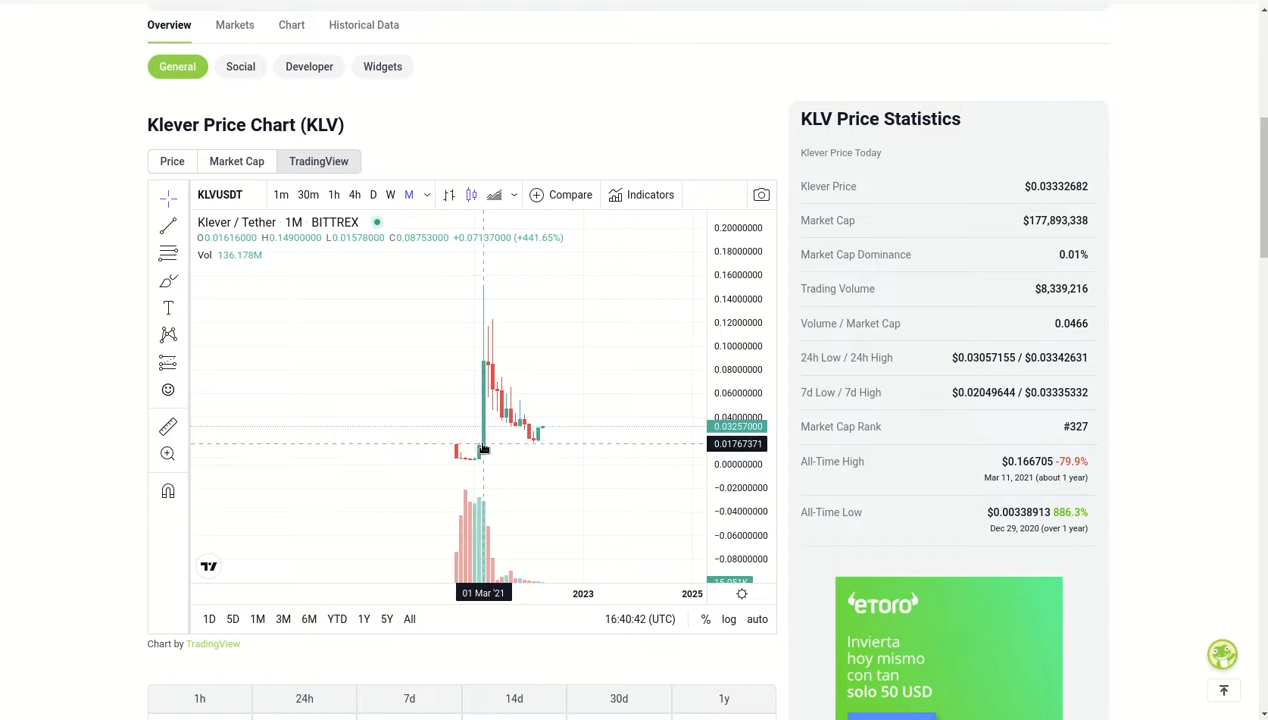 Overview Markets Chart Historical Data
General Social Developer Widgets
Klever Price Chart (KLV)
Price Market Cap TradingView
KLVUSDT 1m 30m 1h 4h D W M Compare Indicators
Klever / Tether · 1M · BITTREX
O0.01616000 H0.14900000 L0.01578000 C0.08753000 +0.07137000 (+441.65%)
Vol 136.178M
0.20000000
0.18000000
0.16000000
0.14000000
0.12000000
0.10000000
0.08000000
0.06000000
0.04000000
0.03257000
0.01767371
0.00000000
−0.02000000
−0.04000000
−0.06000000
−0.08000000
15.051K
01 Mar '21 2023 2025
1D 5D 1M 3M 6M YTD 1Y 5Y All 16:40:42 (UTC) % log auto
Chart by TradingView
1h 24h 7d 14d 30d 1y
KLV Price Statistics
Klever Price Today
Klever Price $0.03332682
Market Cap $177,893,338
Market Cap Dominance 0.01%
Trading Volume $8,339,216
Volume / Market Cap 0.0466
24h Low / 24h High $0.03057155 / $0.03342631
7d Low / 7d High $0.02049644 / $0.03335332
Market Cap Rank #327
All-Time High $0.166705 -79.9%
Mar 11, 2021 (about 1 year)
All-Time Low $0.00338913 886.3%
Dec 29, 2020 (over 1 year)
eToro
Invierta
hoy mismo
con tan
solo 50 USD